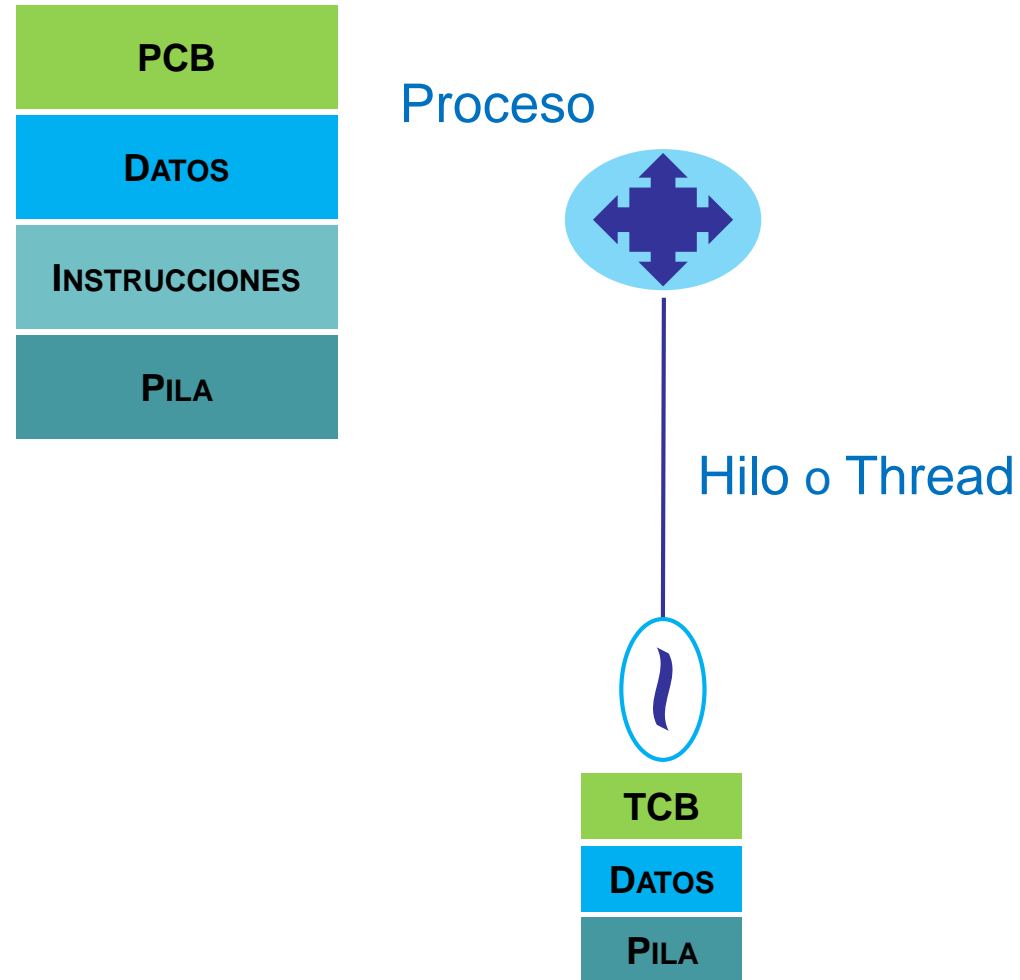 PCB
Proceso
DATOS
INSTRUCCIONES
PILA
Hilo o Thread
TCB
DATOS
PILA